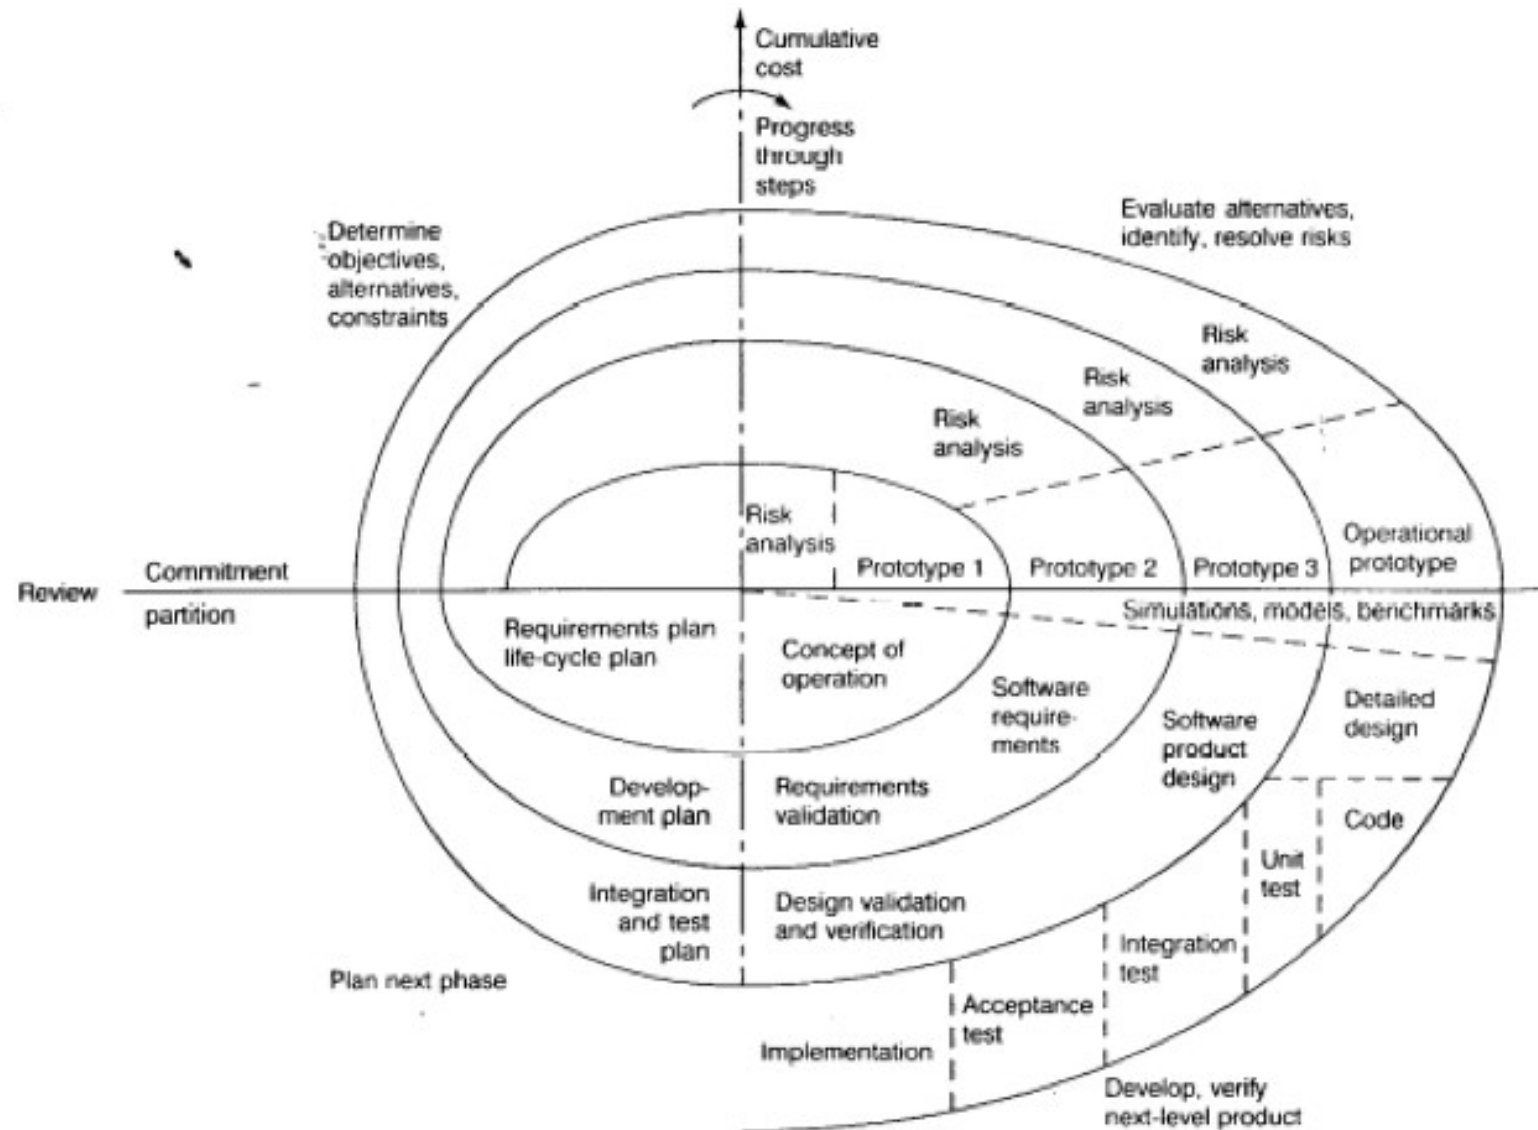 Cumulative
cost
Progress
through
steps
Determine
objectives,
alternatives,
constraints
Evaluate alternatives,
identify, resolve risks
Risk
analysis
Risk
analysis
Risk
analysis
Risk
analysis
Review
Commitment
partition
Prototype 1
Prototype 2
Prototype 3
Operational
prototype
Simulations, models, benchmarks
Requirements plan
life-cycle plan
Concept of
operation
Software
require-
ments
Software
product
design
Detailed
design
Develop-
ment plan
Requirements
validation
Code
Unit
test
Integration
and test
plan
Design validation
and verification
Integration
test
Plan next phase
Acceptance
test
Implementation
Develop, verify
next-level product